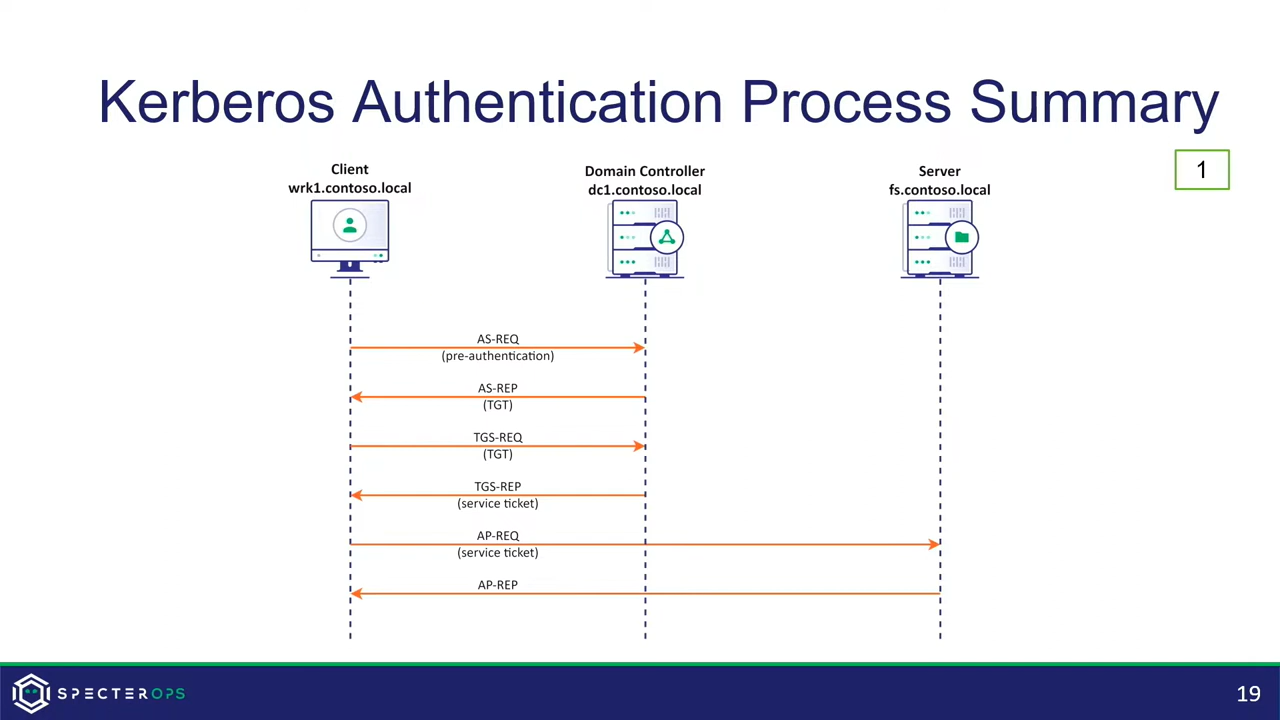 Kerberos Authentication Process Summary
1
Client
wrk1.contoso.local
Domain Controller
dc1.contoso.local
Server
fs.contoso.local
AS-REQ
(pre-authentication)
AS-REP
(TGT)
TGS-REQ
(TGT)
TGS-REP
(service ticket)
AP-REQ
(service ticket)
AP-REP
SPECTEROPS
19